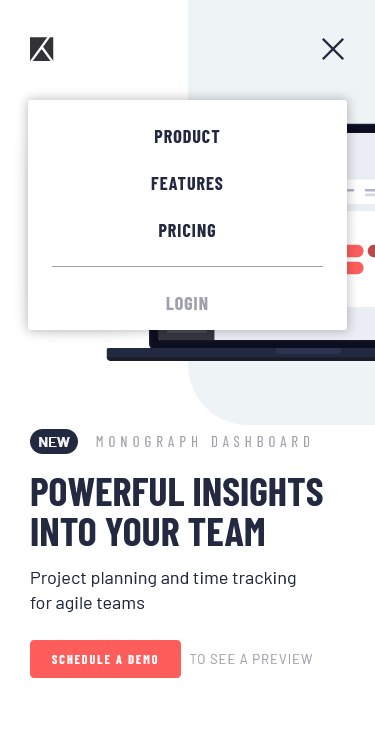 PRODUCT
FEATURES
PRICING
LOGIN
NEW MONOGRAPH DASHBOARD
POWERFUL INSIGHTS
INTO YOUR TEAM
Project planning and time tracking
for agile teams
SCHEDULE A DEMO TO SEE A PREVIEW